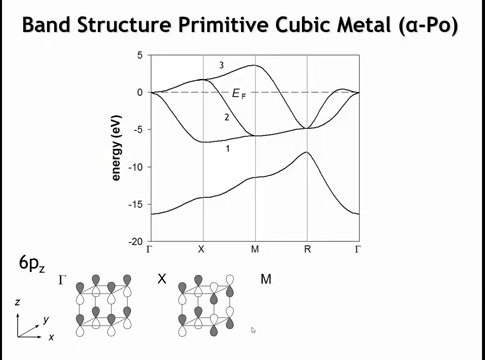 Band Structure Primitive Cubic Metal (α-Po)
5
0
-5
-10
-15
-20
energy (eV)
3
E_F
2
1
Γ X M R Γ
6p_z
Γ X M
z
y
x